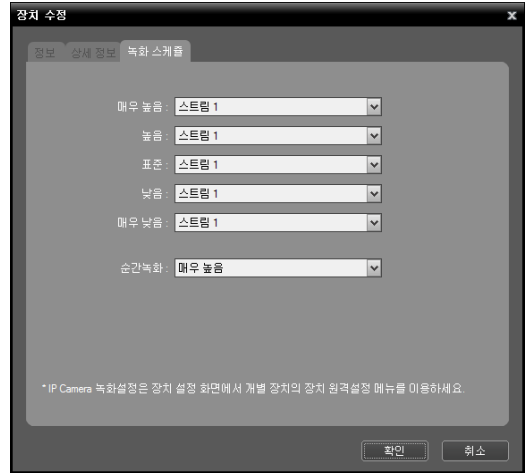 장치 수정
x
정보 상세 정보 녹화 스케쥴
매우 높음 : 스트림 1
높음 : 스트림 1
표준 : 스트림 1
낮음 : 스트림 1
매우 낮음 : 스트림 1
순간녹화 : 매우 높음
* IP Camera 녹화설정은 장치 설정 화면에서 개별 장치의 장치 원격설정 메뉴를 이용하세요.
확인 취소